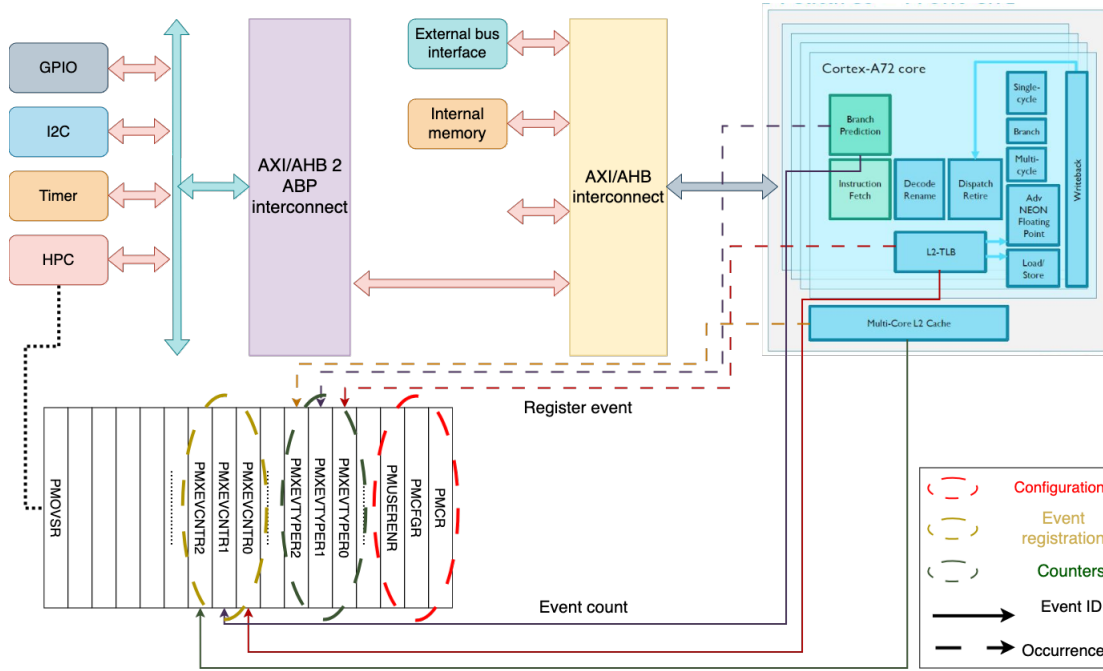 GPIO
I2C
Timer
HPC
AXI/AHB 2
ABP
interconnect
External bus
interface
Internal
memory
AXI/AHB
interconnect
Cortex-A72 core
Branch
Prediction
Instruction
Fetch
Decode
Rename
Dispatch
Retire
Single-
cycle
Branch
Multi-
cycle
Adv
NEON
Floating
Point
Load/
Store
Writeback
L2-TLB
Multi-Core L2 Cache
Register event
PMOVSR
PMXEVCNTR2
PMXEVCNTR1
PMXEVCNTR0
PMXEVTYPER2
PMXEVTYPER1
PMXEVTYPER0
PMUSERENR
PMCFGR
PMCR
Event count
Configuration
Event
registration
Counters
Event ID
Occurrence